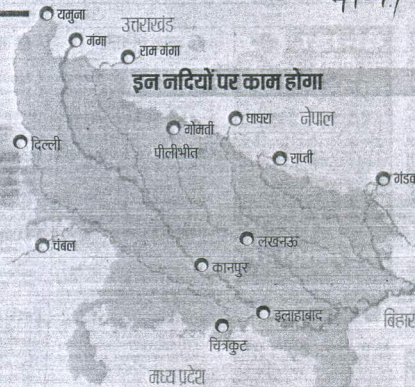 यमुना
उत्तराखंड
गंगा
राम गंगा
इन नदियों पर काम होगा
घाघरा
नेपाल
गोमती
दिल्ली
पीलीभीत
राप्ती
गंडक
चंबल
लखनऊ
कानपुर
इलाहाबाद
बिहार
चित्रकूट
मध्य प्रदेश